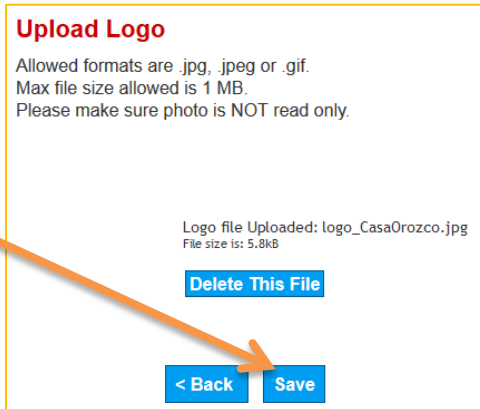 Upload Logo
Allowed formats are .jpg, .jpeg or .gif.
Max file size allowed is 1 MB.
Please make sure photo is NOT read only.
Logo file Uploaded: logo_CasaOrozco.jpg
File size is: 5.8kB
Delete This File
< Back Save